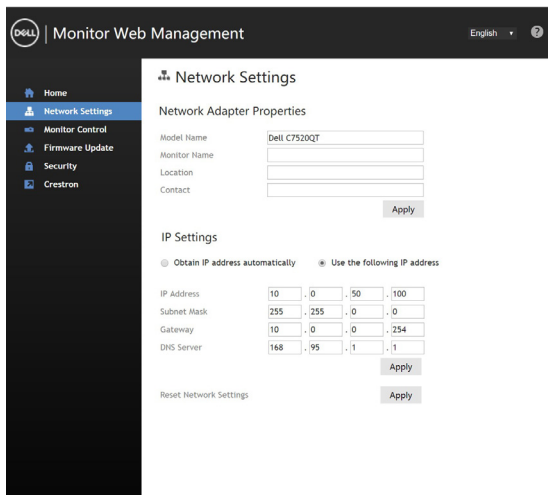 DELL | Monitor Web Management English
?
Home
Network Settings
Monitor Control
Firmware Update
Security
Crestron
Network Settings
Network Adapter Properties
Model Name Dell C7520QT
Monitor Name
Location
Contact
Apply
IP Settings
Obtain IP address automatically Use the following IP address
IP Address 10 . 0 . 50 . 100
Subnet Mask 255 . 255 . 0 . 0
Gateway 10 . 0 . 0 . 254
DNS Server 168 . 95 . 1 . 1
Apply
Reset Network Settings Apply